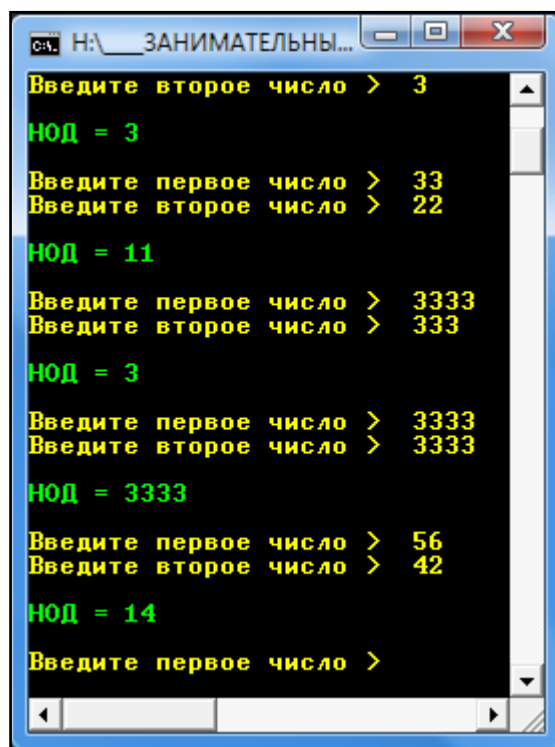 H:\___ЗАНИМАТЕЛЬНЫ...
Введите второе число > 3
НОД = 3
Введите первое число > 33
Введите второе число > 22
НОД = 11
Введите первое число > 3333
Введите второе число > 333
НОД = 3
Введите первое число > 3333
Введите второе число > 3333
НОД = 3333
Введите первое число > 56
Введите второе число > 42
НОД = 14
Введите первое число >